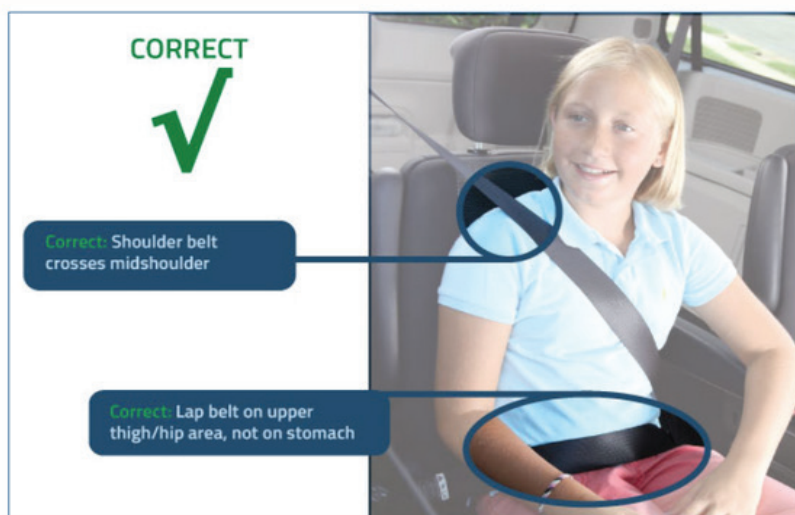 CORRECT
Correct: Shoulder belt
crosses midshoulder
Correct: Lap belt on upper
thigh/hip area, not on stomach